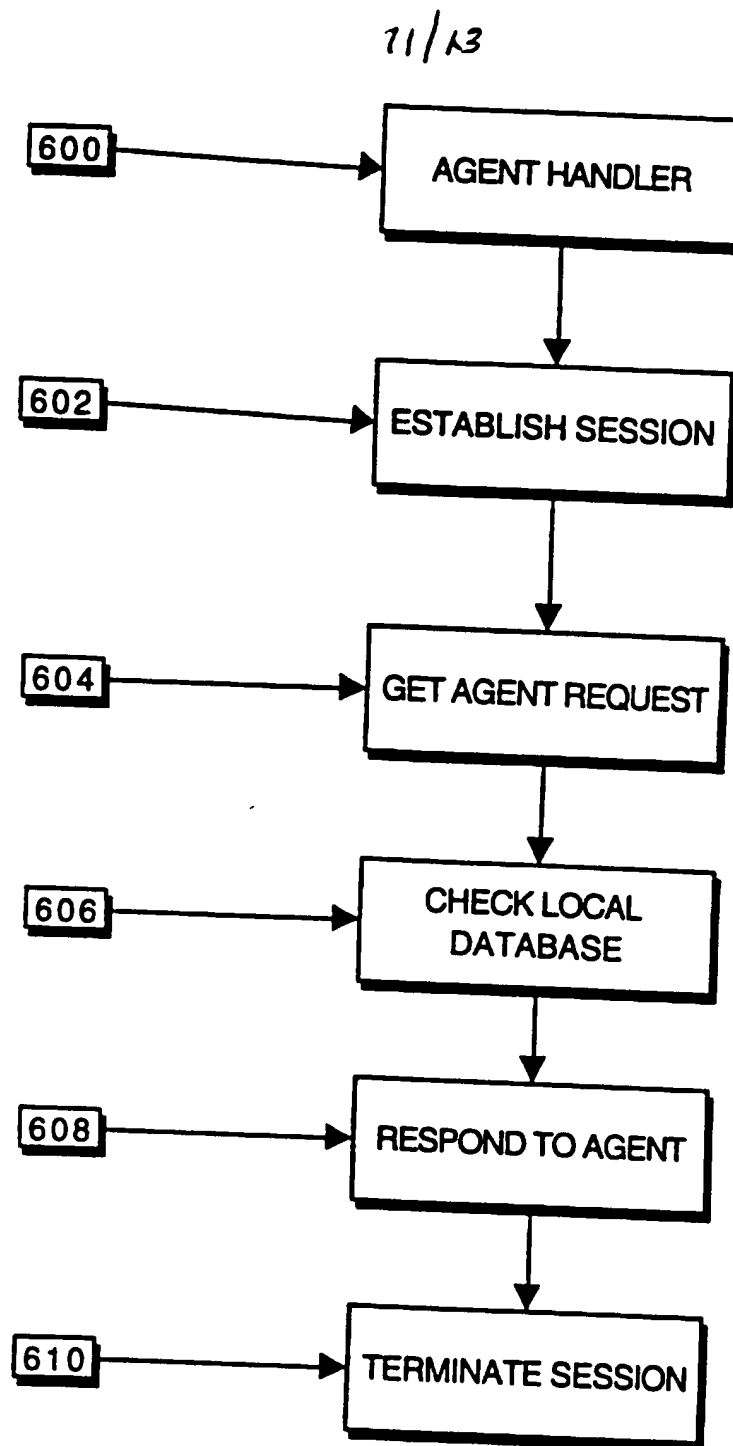 11/13
600
AGENT HANDLER
602
ESTABLISH SESSION
604
GET AGENT REQUEST
606
CHECK LOCAL
DATABASE
608
RESPOND TO AGENT
610
TERMINATE SESSION